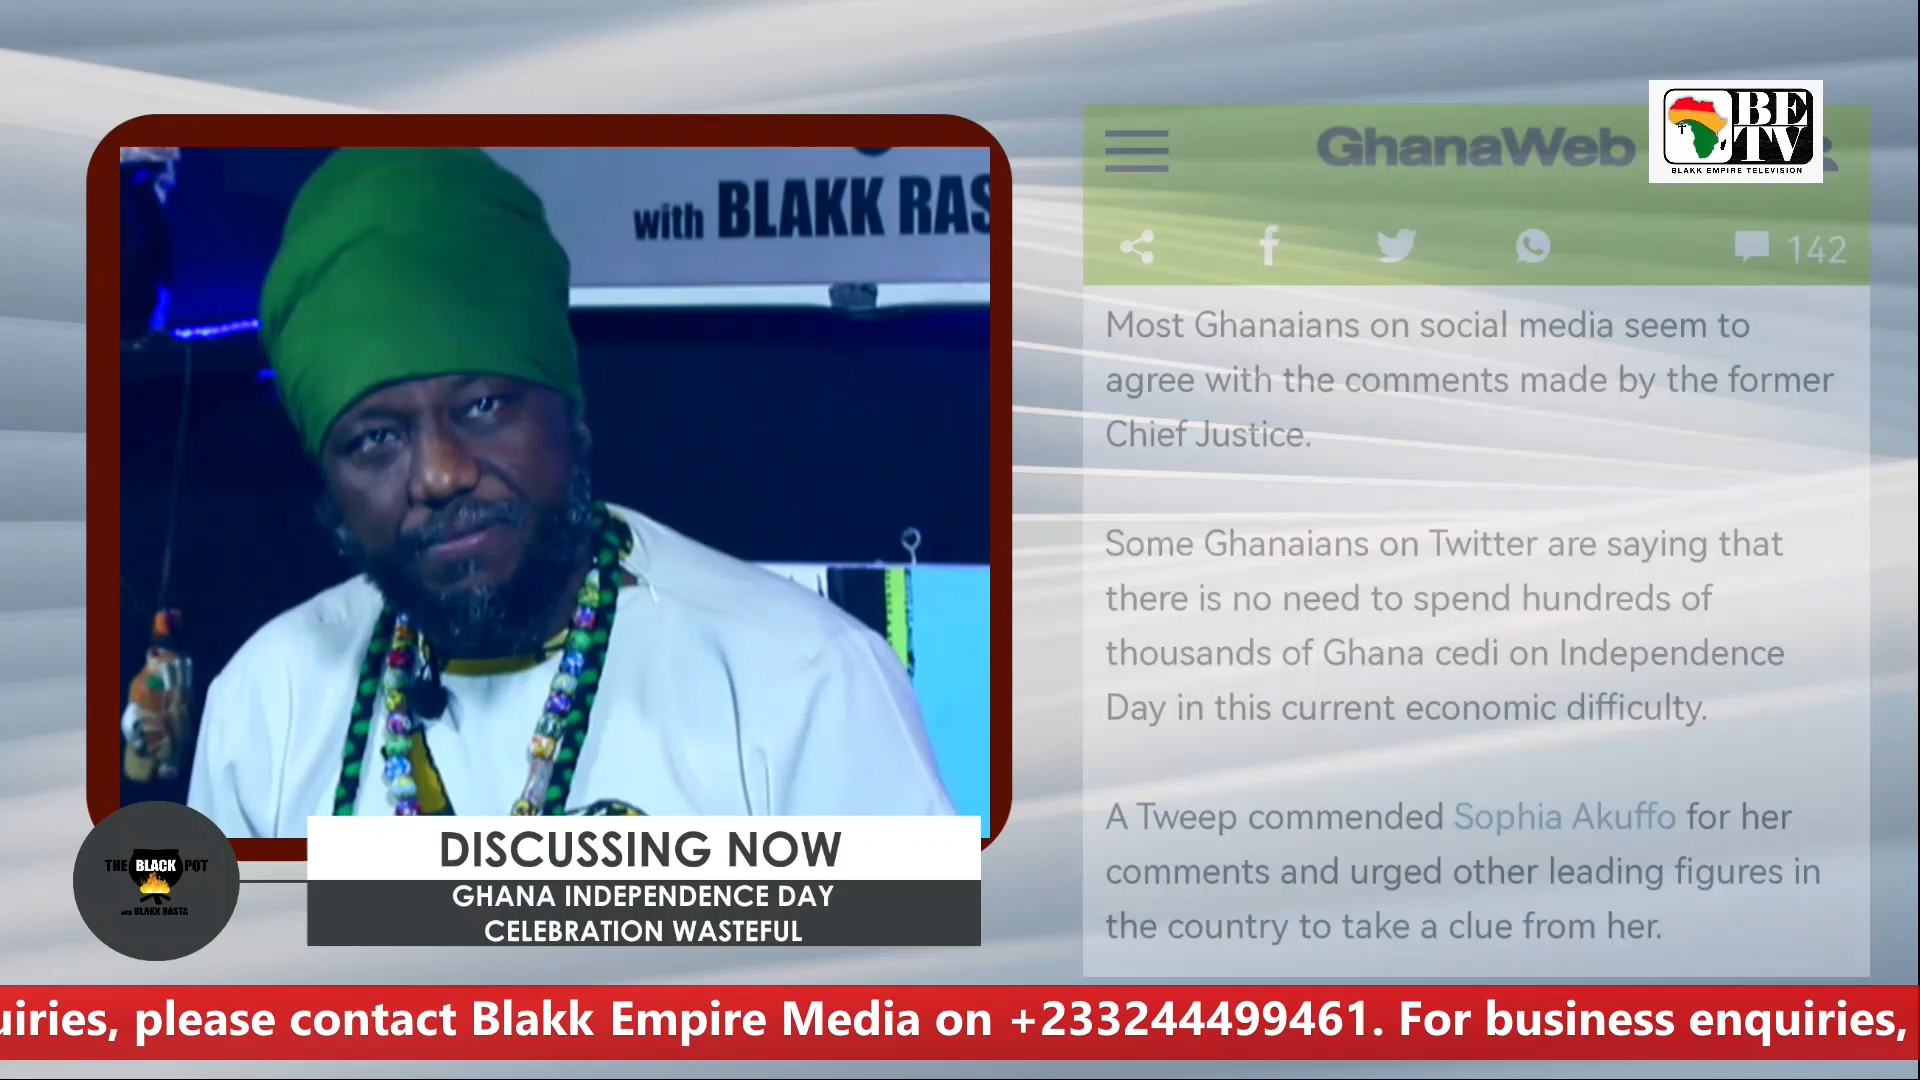 with BLAKK RAS
BE
TV
BLAKK EMPIRE TELEVISION
GhanaWeb
142
Most Ghanaians on social media seem to
agree with the comments made by the former
Chief Justice.
Some Ghanaians on Twitter are saying that
there is no need to spend hundreds of
thousands of Ghana cedi on Independence
Day in this current economic difficulty.
A Tweep commended Sophia Akuffo for her
comments and urged other leading figures in
the country to take a clue from her.
THE BLACK POT
WITH BLAKK RASTA
DISCUSSING NOW
GHANA INDEPENDENCE DAY
CELEBRATION WASTEFUL
uiries, please contact Blakk Empire Media on +233244499461. For business enquiries,